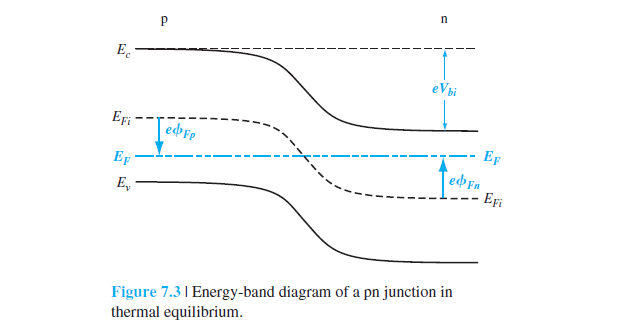 p n
E_c
eV_bi
E_Fi
eϕ_Fp
E_F E_F
E_v eϕ_Fn
E_Fi
Figure 7.3 | Energy-band diagram of a pn junction in
thermal equilibrium.